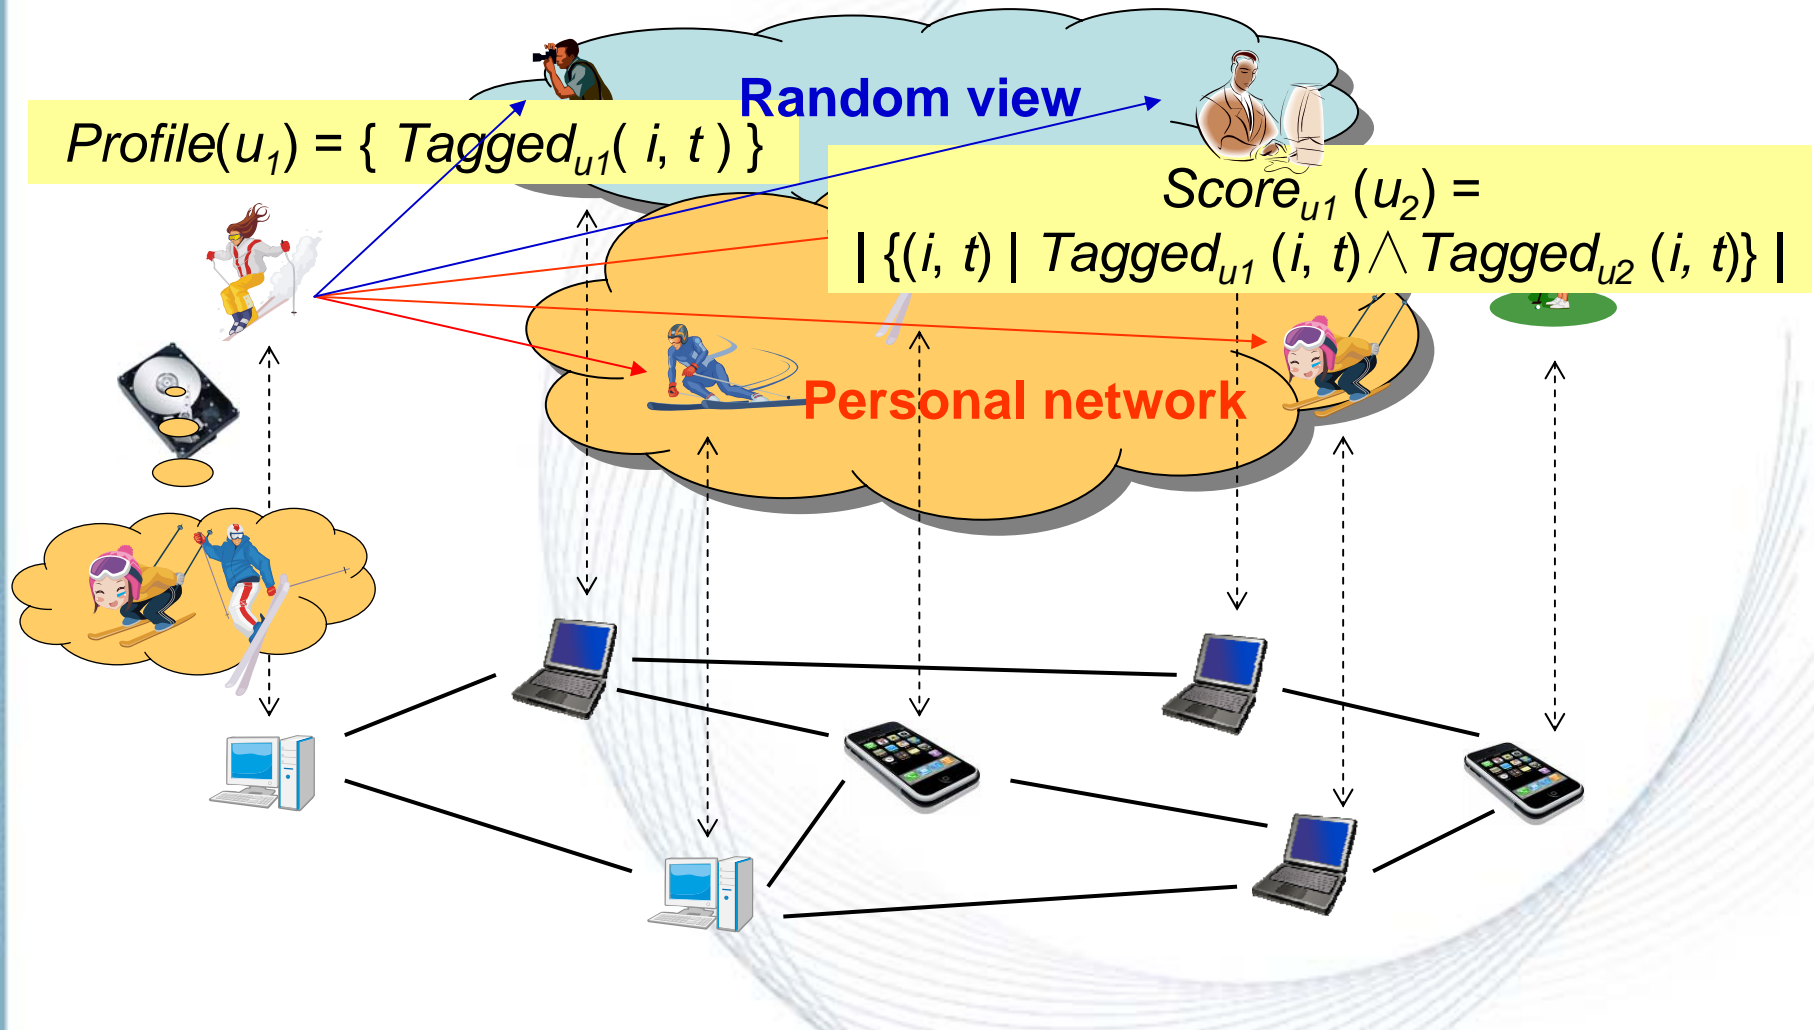 Random view
Profile(u1) = { Taggedu1( i, t ) }
Scoreu1 (u2) =
| {(i, t) | Taggedu1 (i, t)∧Taggedu2 (i, t)} |
Personal network